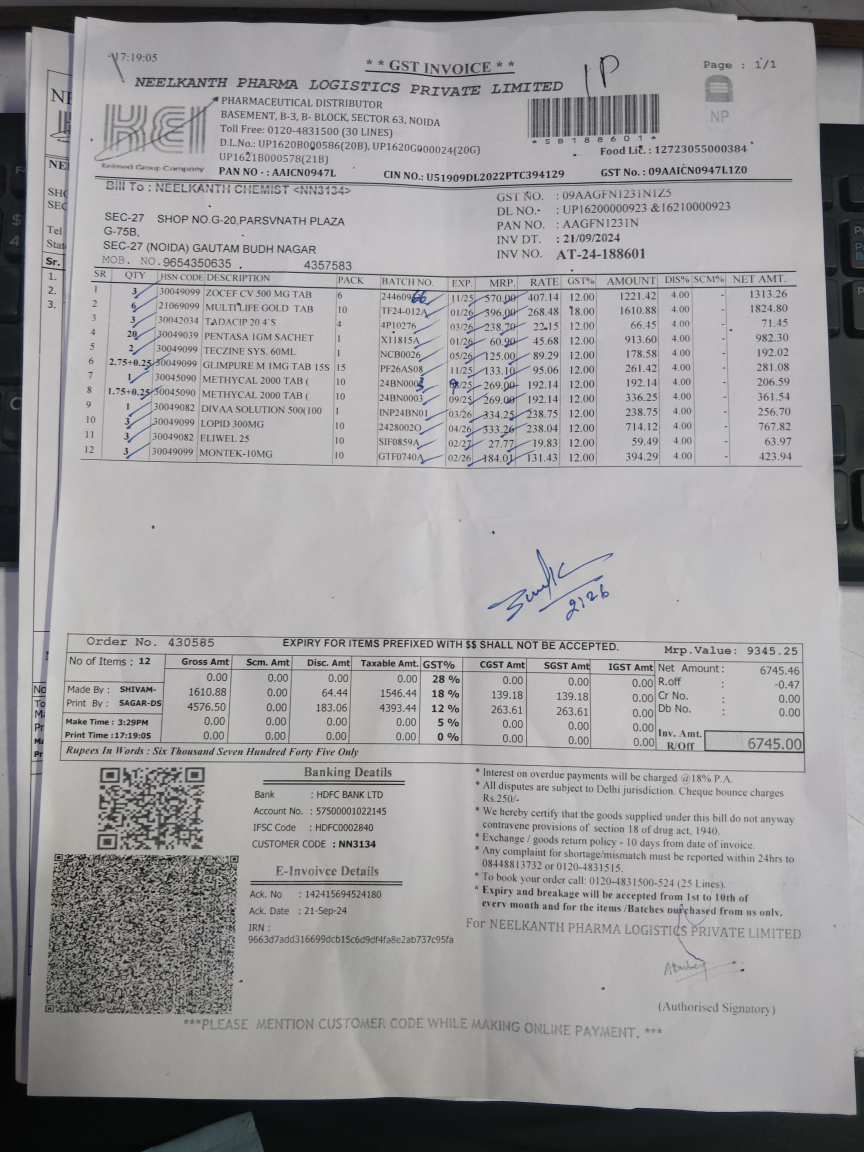 17:19:05
* * GST INVOICE * *
Page : 1/1
1P
NEELKANTH PHARMA LOGISTICS PRIVATE LIMITED
KEI
Keimed Group Company
PHARMACEUTICAL DISTRIBUTOR
BASEMENT, B-3, B- BLOCK, SECTOR 63, NOIDA
Toll Free: 0120-4831500 (30 LINES)
D.L.No.: UP1620B000586(20B), UP1620G000024(20G)
UP1621B000578(21B)
PAN NO - : AAICN0947L
CIN NO.: U51909DL2022PTC394129
* S B 1 8 8 6 0 1 *
NP
Food Lic. : 12723055000384
GST No. : 09AAICN0947L1Z0
Bill To : NEELKANTH CHEMIST <NN3134>
SEC-27 SHOP NO.G-20,PARSVNATH PLAZA
G-75B,
SEC-27 (NOIDA) GAUTAM BUDH NAGAR
MOB. NO. 9654350635 4357583
GST NO. : 09AAGFN1231N1Z5
DL NO.- : UP16200000923 &16210000923
PAN NO. : AAGFN1231N
INV DT. : 21/09/2024
INV NO. AT-24-188601
SR QTY HSN CODE DESCRIPTION PACK BATCH NO. EXP. MRP. RATE GST% AMOUNT DIS% SCM% NET AMT.
1 3 30049099 ZOCEF CV 500 MG TAB 6 2446096 11/25 570.00 407.14 12.00 1221.42 4.00 - 1313.26
2 6 21069099 MULTI LIFE GOLD TAB 10 TF24-012A 01/26 396.00 268.48 18.00 1610.88 4.00 - 1824.80
3 3 30042034 TADACIP 20 4'S 4 4P10276 03/26 238.70 22.15 12.00 66.45 4.00 - 71.45
4 20 30049039 PENTASA 1GM SACHET 1 X11815A 01/26 60.90 45.68 12.00 913.60 4.00 - 982.30
5 2 30049099 TECZINE SYS. 60ML 1 NCB0026 05/26 125.00 89.29 12.00 178.58 4.00 - 192.02
6 2.75+0.25 30049099 GLIMPURE M 1MG TAB 15S 15 PF26AS08 11/25 133.10 95.06 12.00 261.42 4.00 - 281.08
7 1 30045090 METHYCAL 2000 TAB ( 10 24BN0003 /25 269.00 192.14 12.00 192.14 4.00 - 206.59
8 1.75+0.25 30045090 METHYCAL 2000 TAB ( 10 24BN0003 09/25 269.00 192.14 12.00 336.25 4.00 - 361.54
9 1 30049082 DIVAA SOLUTION 500(100 1 INP24BN01 03/26 334.25 238.75 12.00 238.75 4.00 - 256.70
10 3 30049099 LOPID 300MG 10 2428002O 04/26 333.26 238.04 12.00 714.12 4.00 - 767.82
11 3 30049082 ELIWEL 25 10 SIF0859A 02/27 27.77 19.83 12.00 59.49 4.00 - 63.97
12 3 30049099 MONTEK-10MG 10 GTF0740A 02/26 184.01 131.43 12.00 394.29 4.00 - 423.94
2126
Order No. 430585 EXPIRY FOR ITEMS PREFIXED WITH $$ SHALL NOT BE ACCEPTED. Mrp.Value: 9345.25
No of Items : 12 Gross Amt Scm. Amt Disc. Amt Taxable Amt. GST% CGST Amt SGST Amt IGST Amt Net Amount: 6745.46
0.00 0.00 0.00 0.00 28 % 0.00 0.00 0.00 R.off : -0.47
Made By : SHIVAM- 1610.88 0.00 64.44 1546.44 18 % 139.18 139.18 0.00 Cr No. : 0.00
Print By : SAGAR-DS 4576.50 0.00 183.06 4393.44 12 % 263.61 263.61 0.00 Db No. : 0.00
Make Time : 3:29PM 0.00 0.00 0.00 0.00 5 % 0.00 0.00 0.00
Print Time :17:19:05 0.00 0.00 0.00 0.00 0 % 0.00 0.00 0.00 Inv. Amt. R/Off 6745.00
Rupees In Words : Six Thousand Seven Hundred Forty Five Only
Banking Deatils
Bank : HDFC BANK LTD
Account No. : 57500001022145
IFSC Code : HDFC0002840
CUSTOMER CODE : NN3134
E-Invoivce Details
Ack. No : 142415694524180
Ack. Date : 21-Sep-24
IRN :
9663d7add316699dcb15c6d9df4fa8e2ab737c95fa
* Interest on overdue payments will be charged @18% P.A.
* All disputes are subject to Delhi jurisdiction. Cheque bounce charges
Rs.250/-
* We hereby certify that the goods supplied under this bill do not anyway
contravene provisions of section 18 of drug act, 1940.
* Exchange / goods return policy - 10 days from date of invoice.
* Any complaint for shortage/mismatch must be reported within 24hrs to
08448813732 or 0120-4831515.
* To book your order call: 0120-4831500-524 (25 Lines).
* Expiry and breakage will be accepted from 1st to 10th of
every month and for the items /Batches purchased from us only.
For NEELKANTH PHARMA LOGISTICS PRIVATE LIMITED
(Authorised Signatory)
***PLEASE MENTION CUSTOMER CODE WHILE MAKING ONLINE PAYMENT. ***